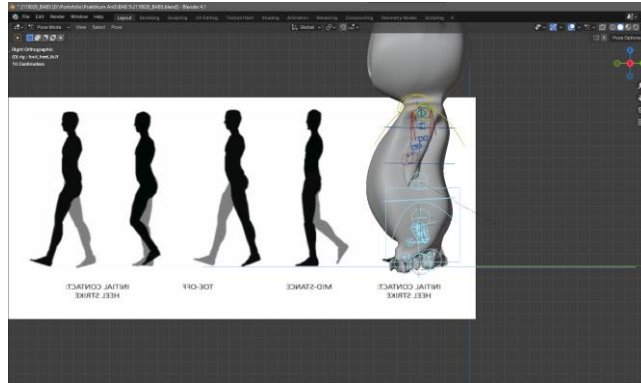 File Edit Render Window Help
Layout Modeling Sculpting UV Editing Texture Paint Shading Animation Rendering Compositing Geometry Nodes Scripting
Pose Mode View Select Pose
Global
Pose Options
Right Orthographic
10 Centimeters
INITIAL CONTACT:
HEEL STRIKE
TOE-OFF
MID-STANCE
INITIAL CONTACT:
HEEL STRIKE